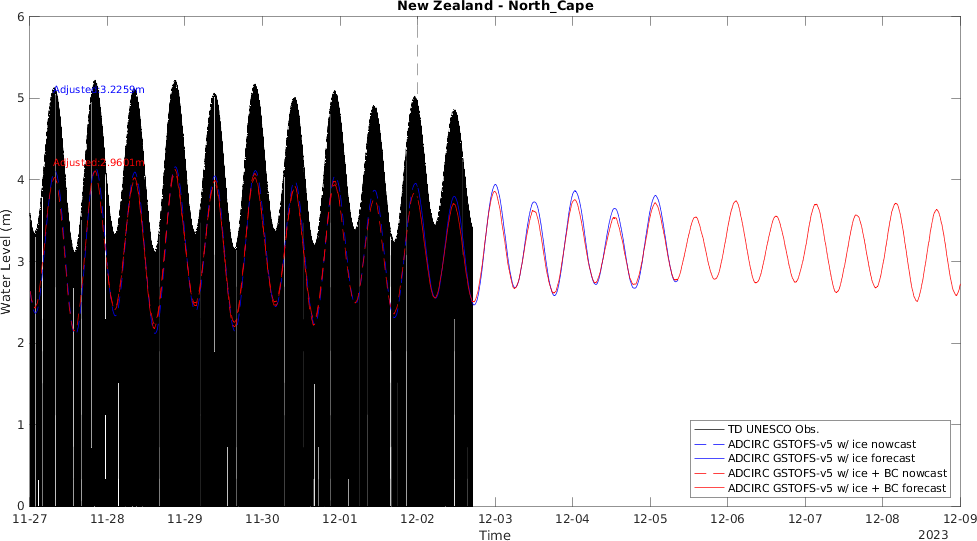 New Zealand - North_Cape
6
5
4
3
2
1
0
Water Level (m)
Adjusted:3.2259m
Adjusted:2.9601m
TD UNESCO Obs.
ADCIRC GSTOFS-v5 w/ ice nowcast
ADCIRC GSTOFS-v5 w/ ice forecast
ADCIRC GSTOFS-v5 w/ ice + BC nowcast
ADCIRC GSTOFS-v5 w/ ice + BC forecast
11-27 11-28 11-29 11-30 12-01 12-02 12-03 12-04 12-05 12-06 12-07 12-08 12-09
Time
2023